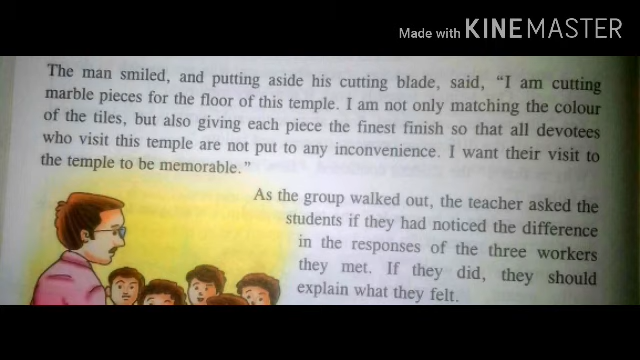 Made with KINEMASTER
The man smiled, and putting aside his cutting blade, said, “I am cutting
marble pieces for the floor of this temple. I am not only matching the colour
of the tiles, but also giving each piece the finest finish so that all devotees
who visit this temple are not put to any inconvenience. I want their visit to
the temple to be memorable.”
As the group walked out, the teacher asked the
students if they had noticed the difference
in the responses of the three workers
they met. If they did, they should
explain what they felt.